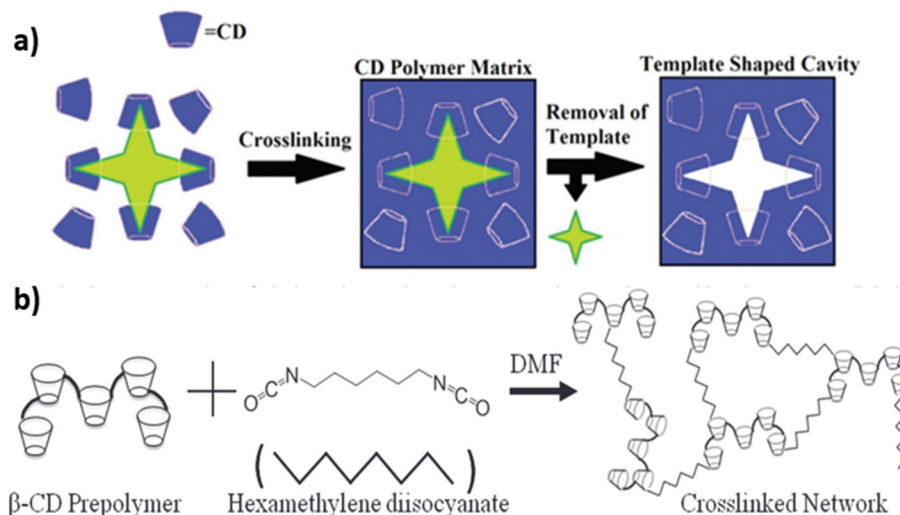 a)
=CD
CD Polymer Matrix
Template Shaped Cavity
Crosslinking
Removal of
Template
b)
O=C=N
N=C=O
DMF
β-CD Prepolymer
Hexamethylene diisocyanate
Crosslinked Network